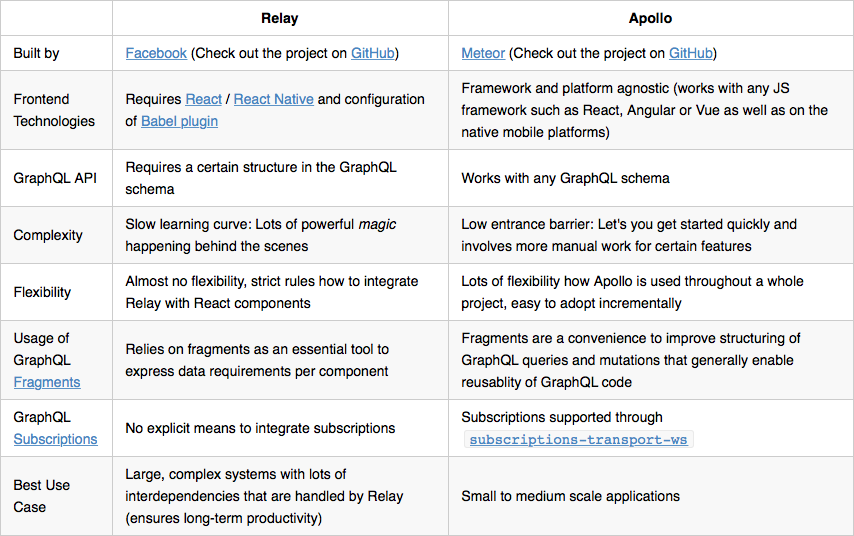 Relay
Apollo
Built by
Facebook (Check out the project on GitHub)
Meteor (Check out the project on GitHub)
Frontend
Technologies
Requires React / React Native and configuration
of Babel plugin
Framework and platform agnostic (works with any JS
framework such as React, Angular or Vue as well as on the
native mobile platforms)
GraphQL API
Requires a certain structure in the GraphQL
schema
Works with any GraphQL schema
Complexity
Slow learning curve: Lots of powerful magic
happening behind the scenes
Low entrance barrier: Let's you get started quickly and
involves more manual work for certain features
Flexibility
Almost no flexibility, strict rules how to integrate
Relay with React components
Lots of flexibility how Apollo is used throughout a whole
project, easy to adopt incrementally
Usage of
GraphQL
Fragments
Relies on fragments as an essential tool to
express data requirements per component
Fragments are a convenience to improve structuring of
GraphQL queries and mutations that generally enable
reusablity of GraphQL code
GraphQL
Subscriptions
No explicit means to integrate subscriptions
Subscriptions supported through
subscriptions-transport-ws
Best Use
Case
Large, complex systems with lots of
interdependencies that are handled by Relay
(ensures long-term productivity)
Small to medium scale applications